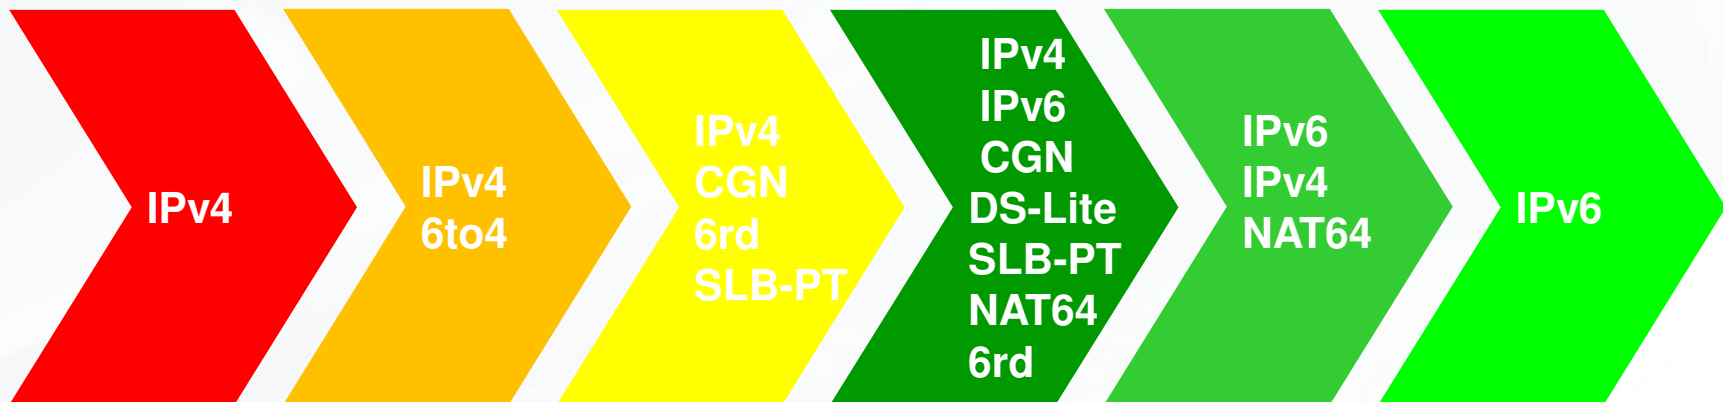 IPv4
IPv4
6to4
IPv4
CGN
6rd
SLB-PT
IPv4
IPv6
CGN
DS-Lite
SLB-PT
NAT64
6rd
IPv6
IPv4
NAT64
IPv6